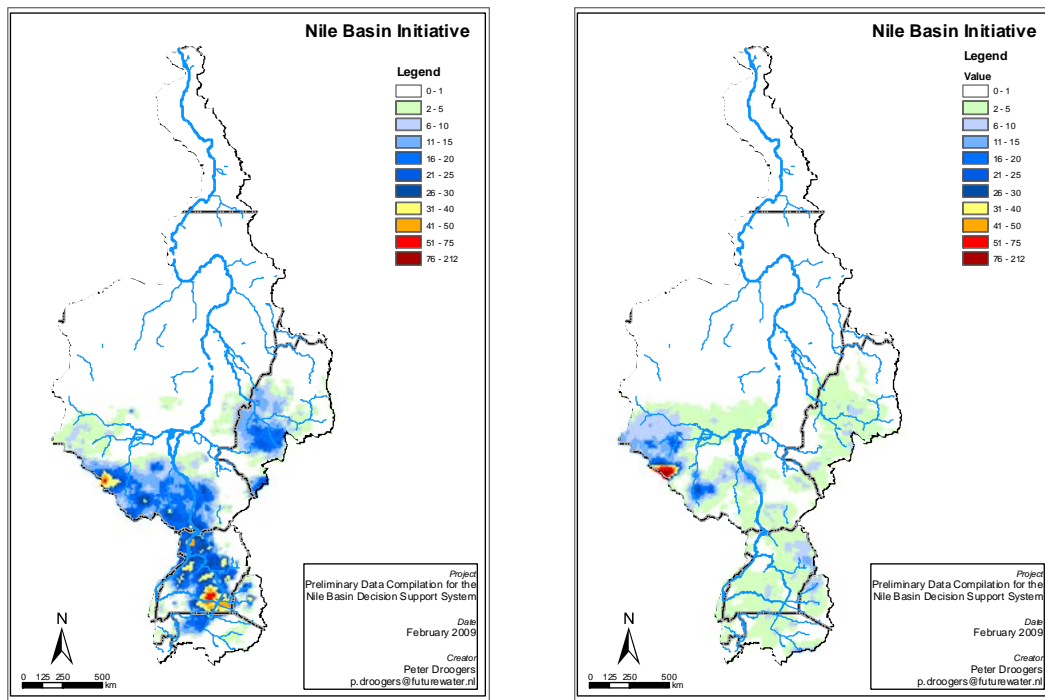 Nile Basin Initiative
Legend
0 - 1
2 - 5
6 - 10
11 - 15
16 - 20
21 - 25
26 - 30
31 - 40
41 - 50
51 - 75
76 - 212
N
0 125 250 500
km
Project
Preliminary Data Compilation for the
Nile Basin Decision Support System
Date
February 2009
Creator
Peter Droogers
p.droogers@futurewater.nl
Nile Basin Initiative
Legend
Value
0 - 1
2 - 5
6 - 10
11 - 15
16 - 20
21 - 25
26 - 30
31 - 40
41 - 50
51 - 75
76 - 212
N
0 125 250 500
km
Project
Preliminary Data Compilation for the
Nile Basin Decision Support System
Date
February 2009
Creator
Peter Droogers
p.droogers@futurewater.nl